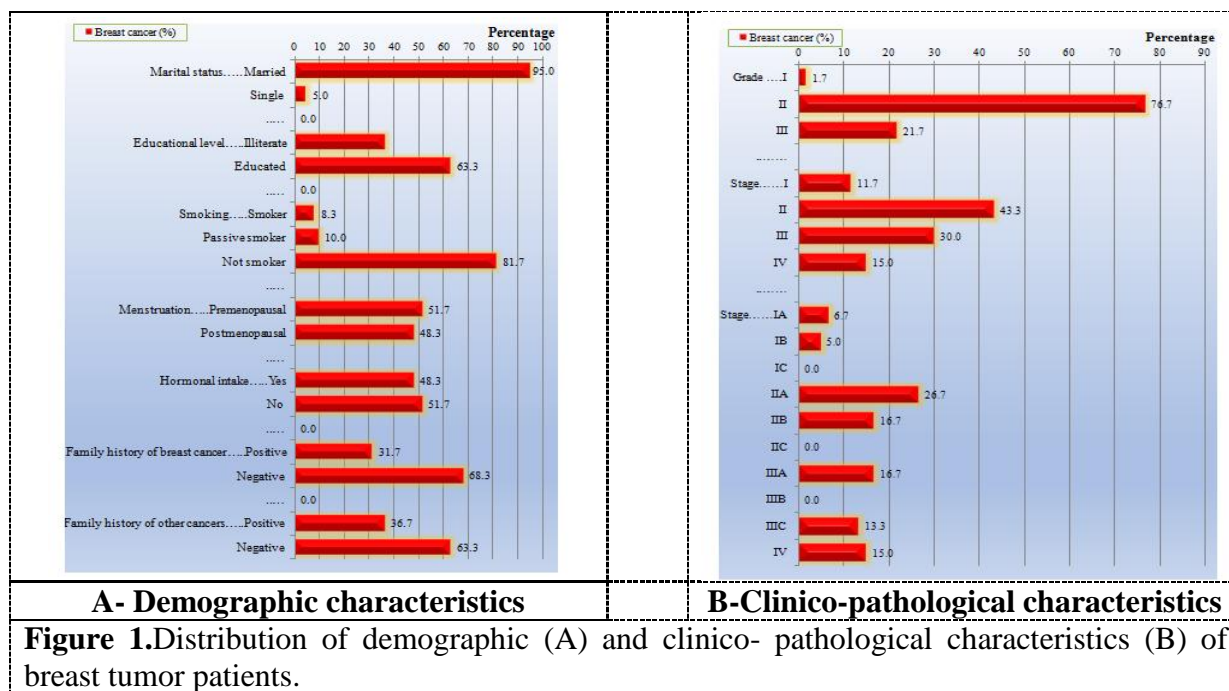 Breast cancer (%)
Percentage
0 10 20 30 40 50 60 70 80 90 100
Marital status.....Married 95.0
Single 5.0
..... 0.0
Educational level.....Illiterate
Educated 63.3
..... 0.0
Smoking.....Smoker 8.3
Passive smoker 10.0
Not smoker 81.7
.....
Menstruation.....Premenopausal 51.7
Postmenopausal 48.3
.....
Hormonal intake.....Yes 48.3
No 51.7
..... 0.0
Family history of breast cancer.....Positive 31.7
Negative 68.3
..... 0.0
Family history of other cancers.....Positive 36.7
Negative 63.3
A- Demographic characteristics
Breast cancer (%)
Percentage
0 10 20 30 40 50 60 70 80 90
Grade ....I 1.7
II 76.7
III 21.7
........
Stage......I 11.7
II 43.3
III 30.0
IV 15.0
........
Stage......IA 6.7
IB 5.0
IC 0.0
IIA 26.7
IIB 16.7
IIC 0.0
IIIA 16.7
IIIB 0.0
IIIC 13.3
IV 15.0
B-Clinico-pathological characteristics
Figure 1.Distribution of demographic (A) and clinico- pathological characteristics (B) of
breast tumor patients.